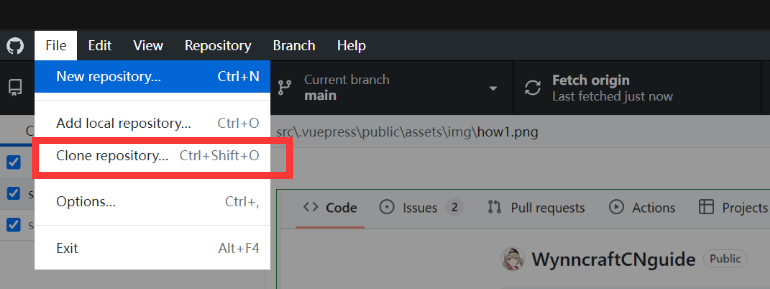 File Edit View Repository Branch Help
New repository... Ctrl+N
Current branch
main
Fetch origin
Last fetched just now
Add local repository... Ctrl+O
C
src\.vuepress\public\assets\img\how1.png
Clone repository... Ctrl+Shift+O
s
Options... Ctrl+,
s
Exit Alt+F4
Code Issues 2 Pull requests Actions Projects
WynncraftCNguide Public